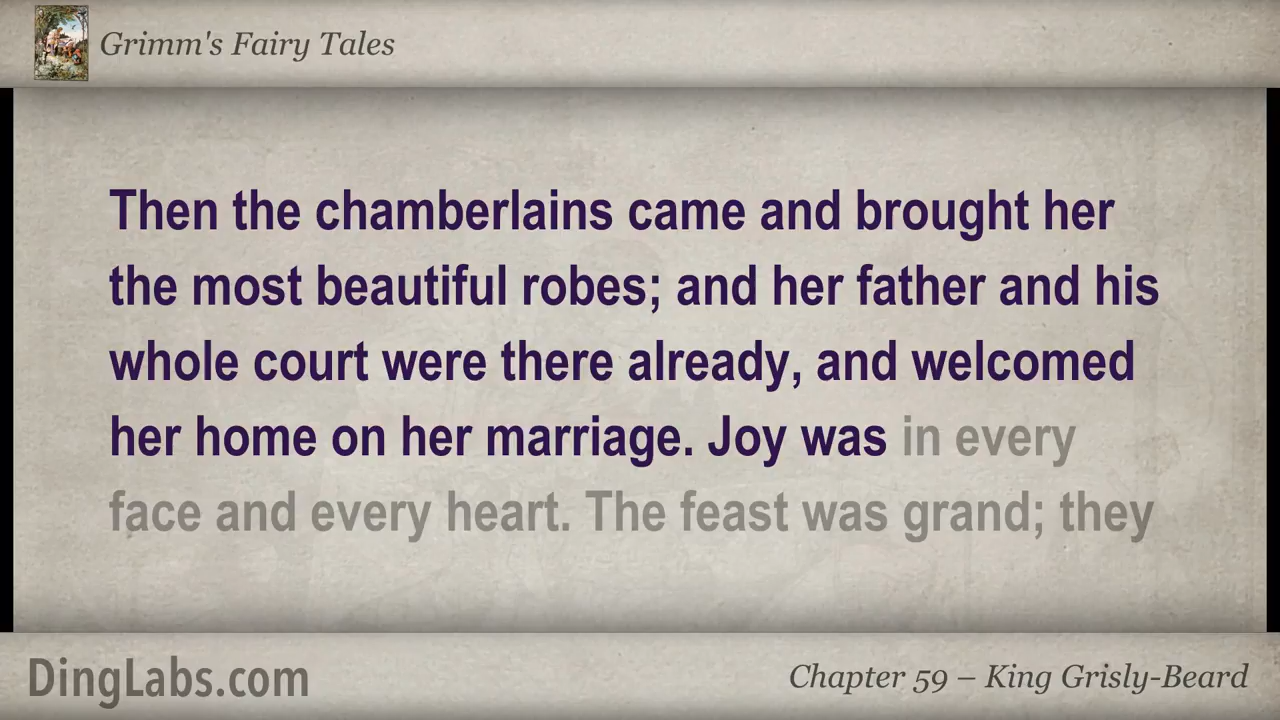 Grimm's Fairy Tales
Then the chamberlains came and brought her
the most beautiful robes; and her father and his
whole court were there already, and welcomed
her home on her marriage. Joy was in every
face and every heart. The feast was grand; they
DingLabs.com
Chapter 59 – King Grisly-Beard